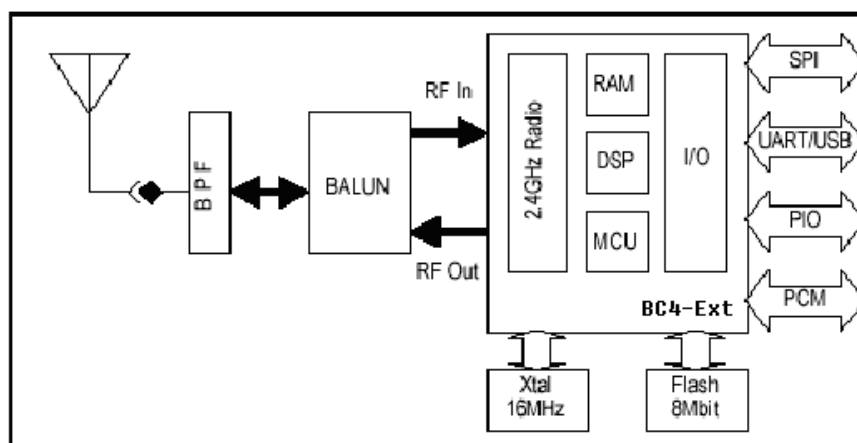 BPF
BALUN
RF In
RF Out
2.4GHz Radio
RAM
DSP
MCU
I/O
BC4-Ext
SPI
UART/USB
PIO
PCM
Xtal
16MHz
Flash
8Mbit